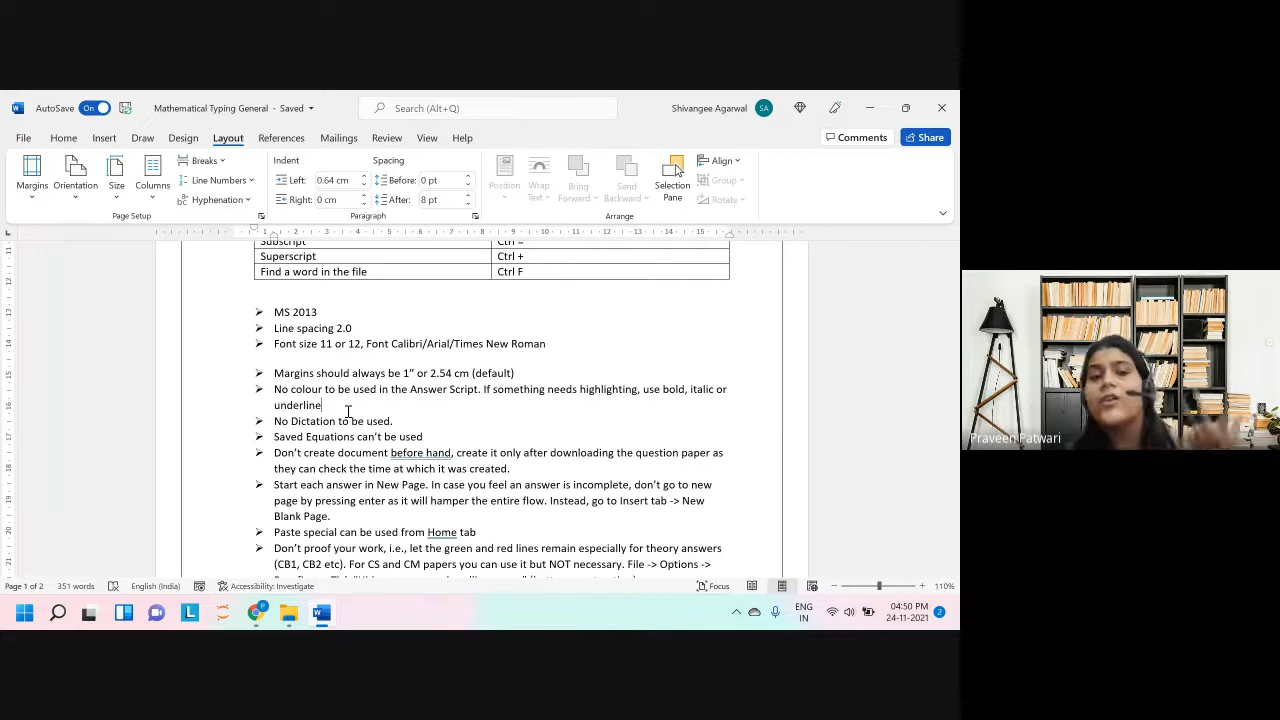 AutoSave On Mathematical Typing General - Saved Search (Alt+Q) Shivangee Agarwal SA
File Home Insert Draw Design Layout References Mailings Review View Help Comments Share
Margins Orientation Size Columns Breaks Line Numbers Hyphenation
Page Setup
Indent Spacing
Left: 0.64 cm Before: 0 pt
Right: 0 cm After: 8 pt
Paragraph
Position Wrap Text Bring Forward Send Backward Selection Pane Align Group Rotate
Arrange
Subscript Ctrl =
Superscript Ctrl +
Find a word in the file Ctrl F
MS 2013
Line spacing 2.0
Font size 11 or 12, Font Calibri/Arial/Times New Roman
Margins should always be 1” or 2.54 cm (default)
No colour to be used in the Answer Script. If something needs highlighting, use bold, italic or
underline
No Dictation to be used.
Saved Equations can’t be used
Don’t create document before hand, create it only after downloading the question paper as
they can check the time at which it was created.
Start each answer in New Page. In case you feel an answer is incomplete, don’t go to new
page by pressing enter as it will hamper the entire flow. Instead, go to Insert tab -> New
Blank Page.
Paste special can be used from Home tab
Don’t proof your work, i.e., let the green and red lines remain especially for theory answers
(CB1, CB2 etc). For CS and CM papers you can use it but NOT necessary. File -> Options ->
Page 1 of 2 351 words English (India) Accessibility: Investigate Focus 110%
ENG
IN
04:50 PM
24-11-2021
2
Praveen Patwari